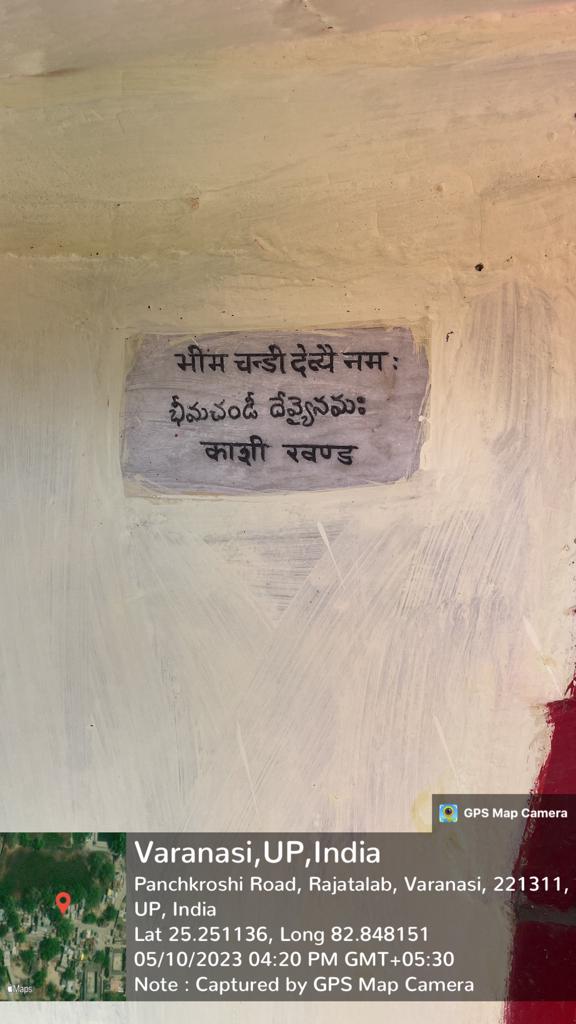 भीम चन्डी देव्यै नमः
భీమచండీ దేవ్యైనమః
काशी खण्ड
GPS Map Camera
Varanasi,UP,India
Panchkroshi Road, Rajatalab, Varanasi, 221311,
UP, India
Lat 25.251136, Long 82.848151
05/10/2023 04:20 PM GMT+05:30
Note : Captured by GPS Map Camera
Maps